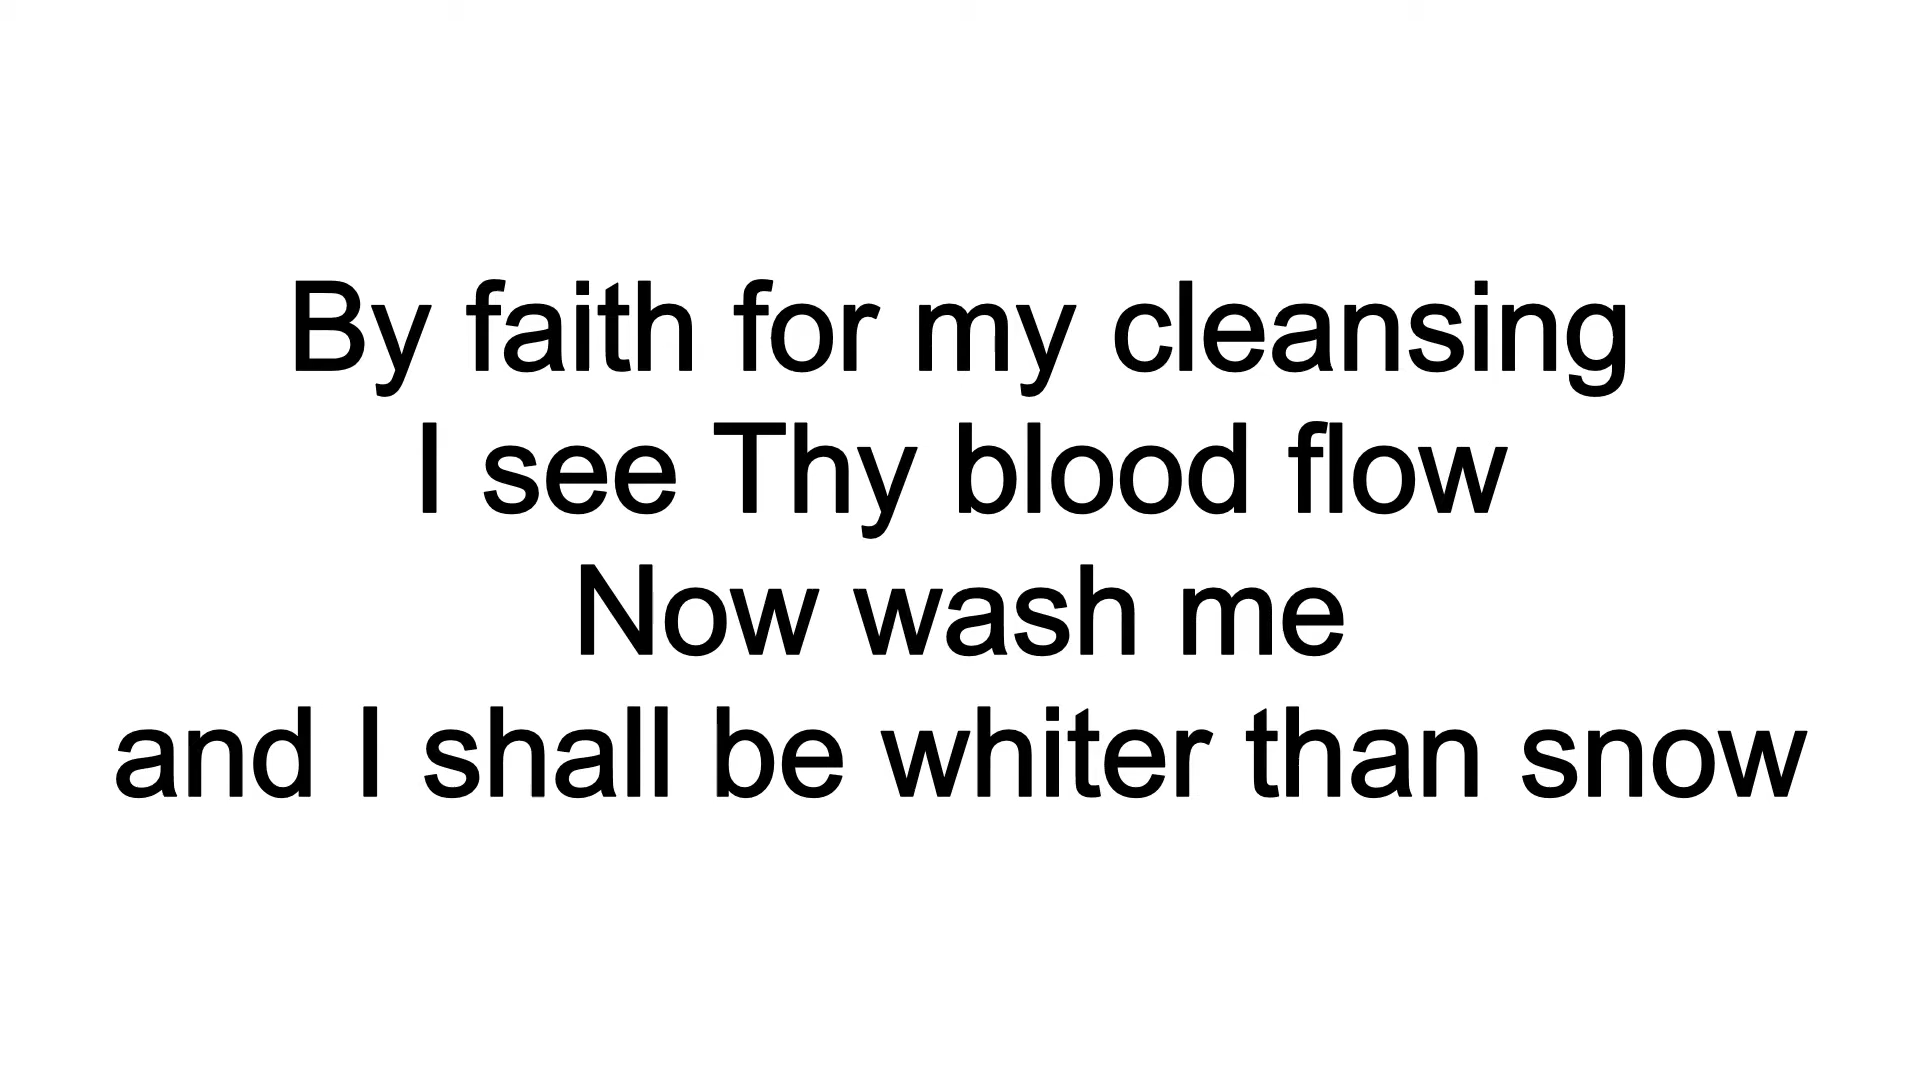 By faith for my cleansing
I see Thy blood flow
Now wash me
and I shall be whiter than snow